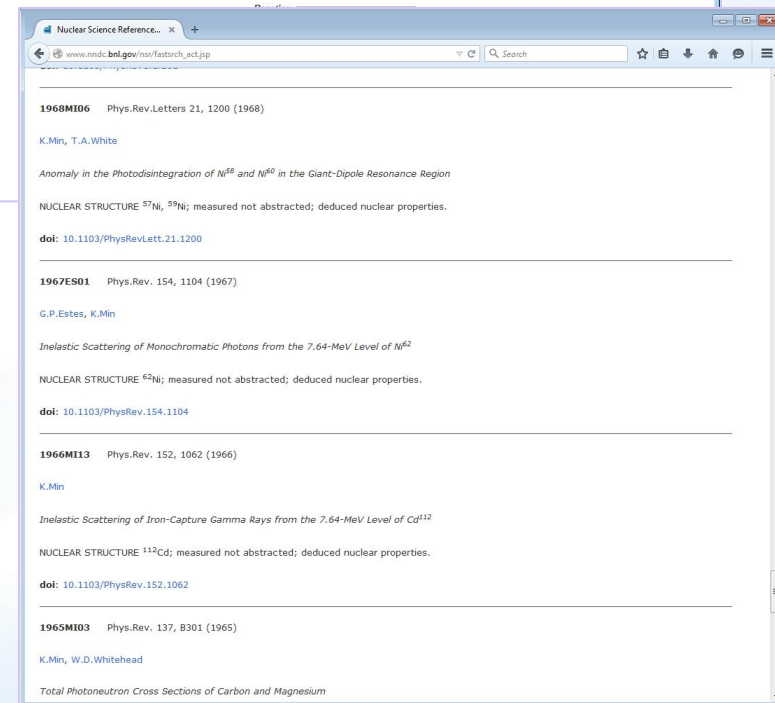 Nuclear Science Reference... × +
www.nndc.bnl.gov/nsr/fastsrch_act.jsp Search
1968MI06 Phys.Rev.Letters 21, 1200 (1968)
K.Min, T.A.White
Anomaly in the Photodisintegration of Ni⁵⁸ and Ni⁶⁰ in the Giant-Dipole Resonance Region
NUCLEAR STRUCTURE ⁵⁷Ni, ⁵⁹Ni; measured not abstracted; deduced nuclear properties.
doi: 10.1103/PhysRevLett.21.1200
1967ES01 Phys.Rev. 154, 1104 (1967)
G.P.Estes, K.Min
Inelastic Scattering of Monochromatic Photons from the 7.64-MeV Level of Ni⁶²
NUCLEAR STRUCTURE ⁶²Ni; measured not abstracted; deduced nuclear properties.
doi: 10.1103/PhysRev.154.1104
1966MI13 Phys.Rev. 152, 1062 (1966)
K.Min
Inelastic Scattering of Iron-Capture Gamma Rays from the 7.64-MeV Level of Cd¹¹²
NUCLEAR STRUCTURE ¹¹²Cd; measured not abstracted; deduced nuclear properties.
doi: 10.1103/PhysRev.152.1062
1965MI03 Phys.Rev. 137, B301 (1965)
K.Min, W.D.Whitehead
Total Photoneutron Cross Sections of Carbon and Magnesium